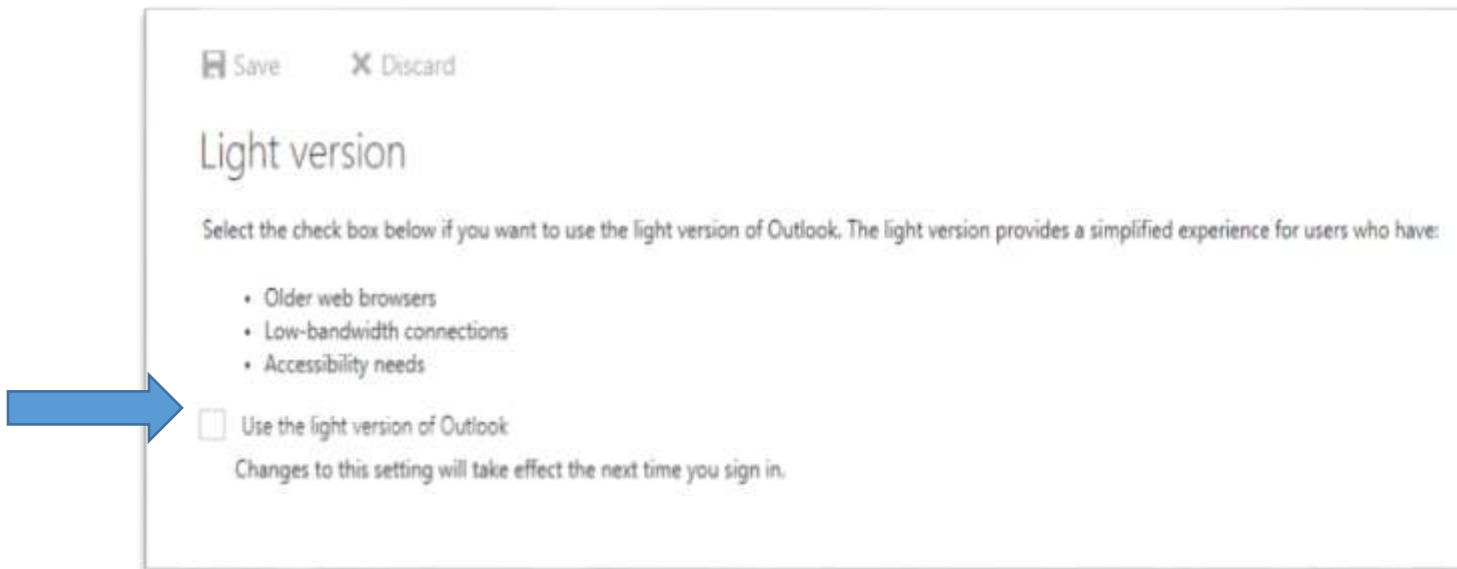 Save Discard
Light version
Select the check box below if you want to use the light version of Outlook. The light version provides a simplified experience for users who have:
• Older web browsers
• Low-bandwidth connections
• Accessibility needs
Use the light version of Outlook
Changes to this setting will take effect the next time you sign in.